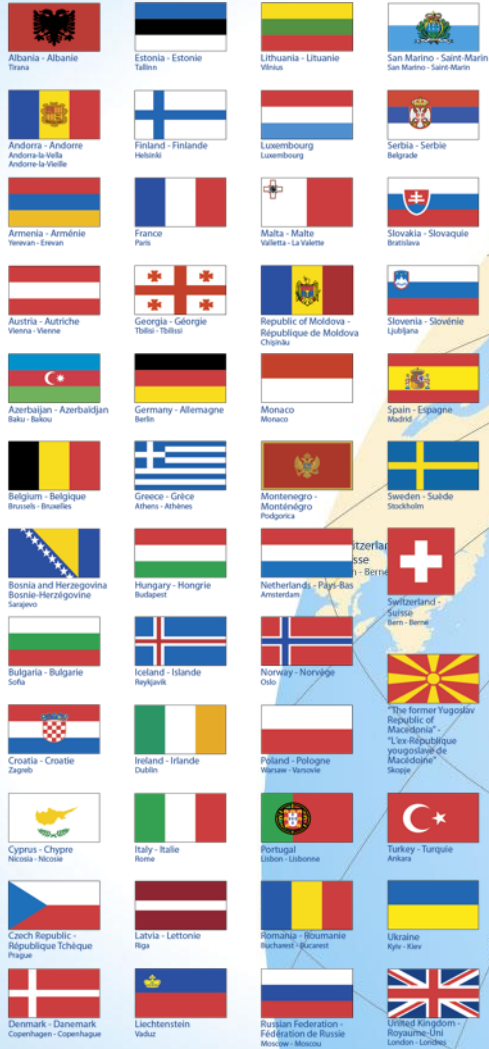 Albania - Albanie
Tirana
Andorra - Andorre
Andorra-la-Vella
Andorre-la-Vieille
Armenia - Arménie
Yerevan - Erevan
Austria - Autriche
Vienna - Vienne
Azerbaijan - Azerbaïdjan
Baku - Bakou
Belgium - Belgique
Brussels - Bruxelles
Bosnia and Herzegovina
Bosnie-Herzégovine
Sarajevo
Bulgaria - Bulgarie
Sofia
Croatia - Croatie
Zagreb
Cyprus - Chypre
Nicosia - Nicosie
Czech Republic -
République Tchèque
Prague
Denmark - Danemark
Copenhagen - Copenhague
Estonia - Estonie
Tallinn
Finland - Finlande
Helsinki
France
Paris
Georgia - Géorgie
Tbilisi - Tbilissi
Germany - Allemagne
Berlin
Greece - Grèce
Athens - Athènes
Hungary - Hongrie
Budapest
Iceland - Islande
Reykjavik
Ireland - Irlande
Dublin
Italy - Italie
Rome
Latvia - Lettonie
Riga
Liechtenstein
Vaduz
Lithuania - Lituanie
Vilnius
Luxembourg
Luxembourg
Malta - Malte
Valletta - La Valette
Republic of Moldova -
République de Moldova
Chişinău
Monaco
Monaco
Montenegro -
Monténégro
Podgorica
Netherlands - Pays-Bas
Amsterdam
Norway - Norvège
Oslo
Poland - Pologne
Warsaw - Varsovie
Portugal
Lisbon - Lisbonne
Romania - Roumanie
Bucharest - Bucarest
Russian Federation -
Fédération de Russie
Moscow - Moscou
San Marino - Saint-Marin
San Marino - Saint-Marin
Serbia - Serbie
Belgrade
Slovakia - Slovaquie
Bratislava
Slovenia - Slovénie
Ljubljana
Spain - Espagne
Madrid
Sweden - Suède
Stockholm
Switzerland -
Suisse
Bern - Berne
"The former Yugoslav
Republic of
Macedonia" -
"L'ex-République
yougoslave de
Macédoine"
Skopje
Turkey - Turquie
Ankara
Ukraine
Kyiv - Kiev
United Kingdom -
Royaume-Uni
London - Londres